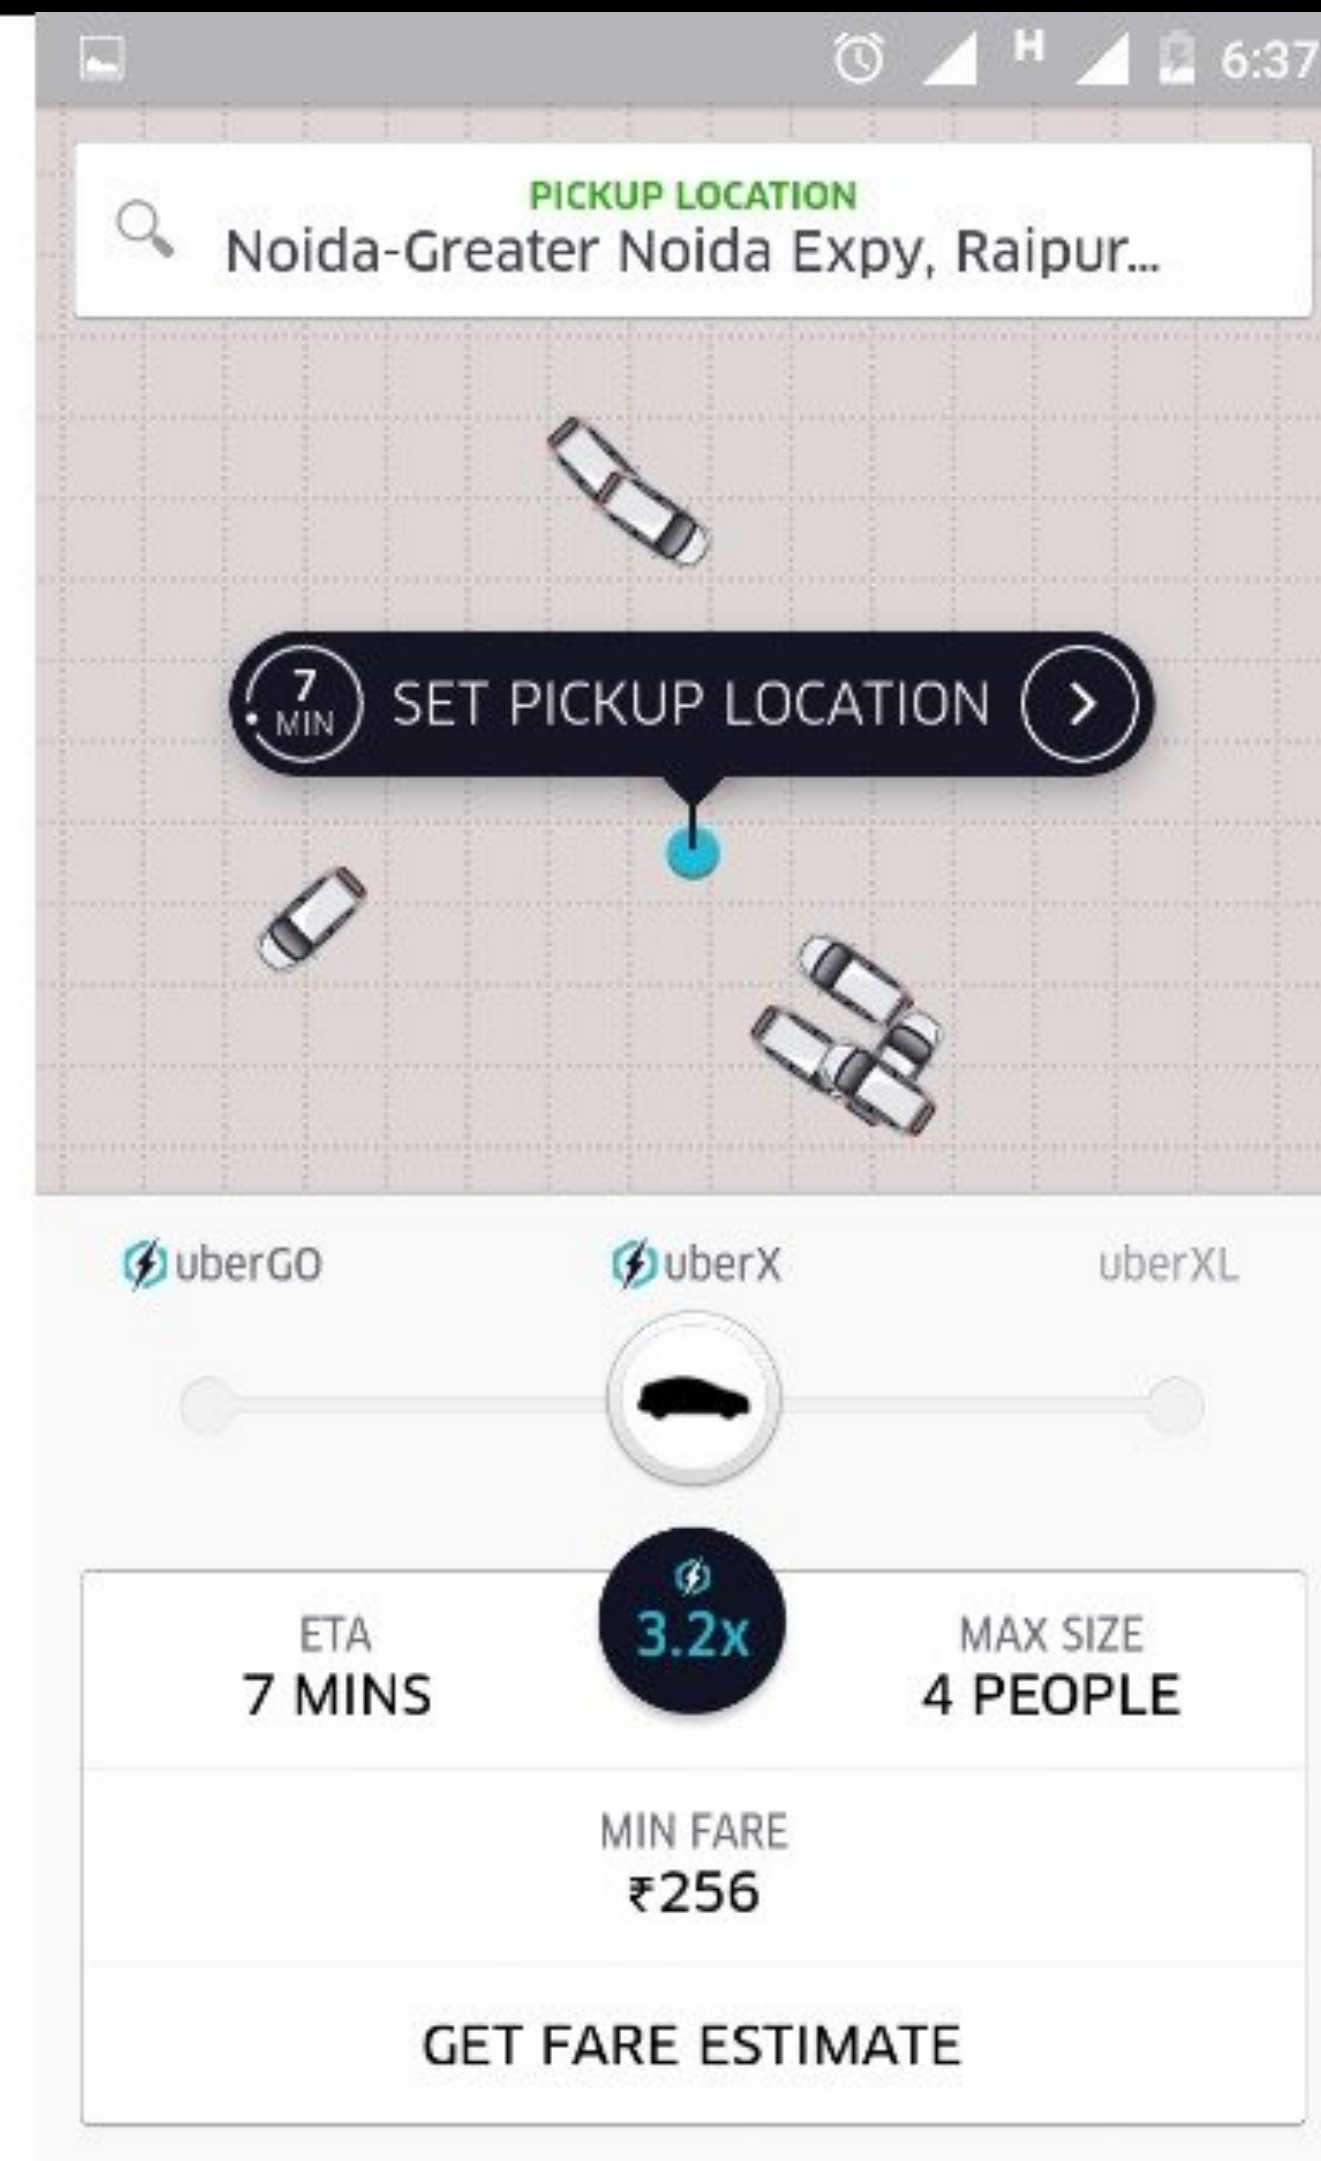 H 6:37
PICKUP LOCATION
Noida-Greater Noida Expy, Raipur...
7
MIN
SET PICKUP LOCATION
uberGO uberX uberXL
3.2x
ETA MAX SIZE
7 MINS 4 PEOPLE
MIN FARE
₹256
GET FARE ESTIMATE